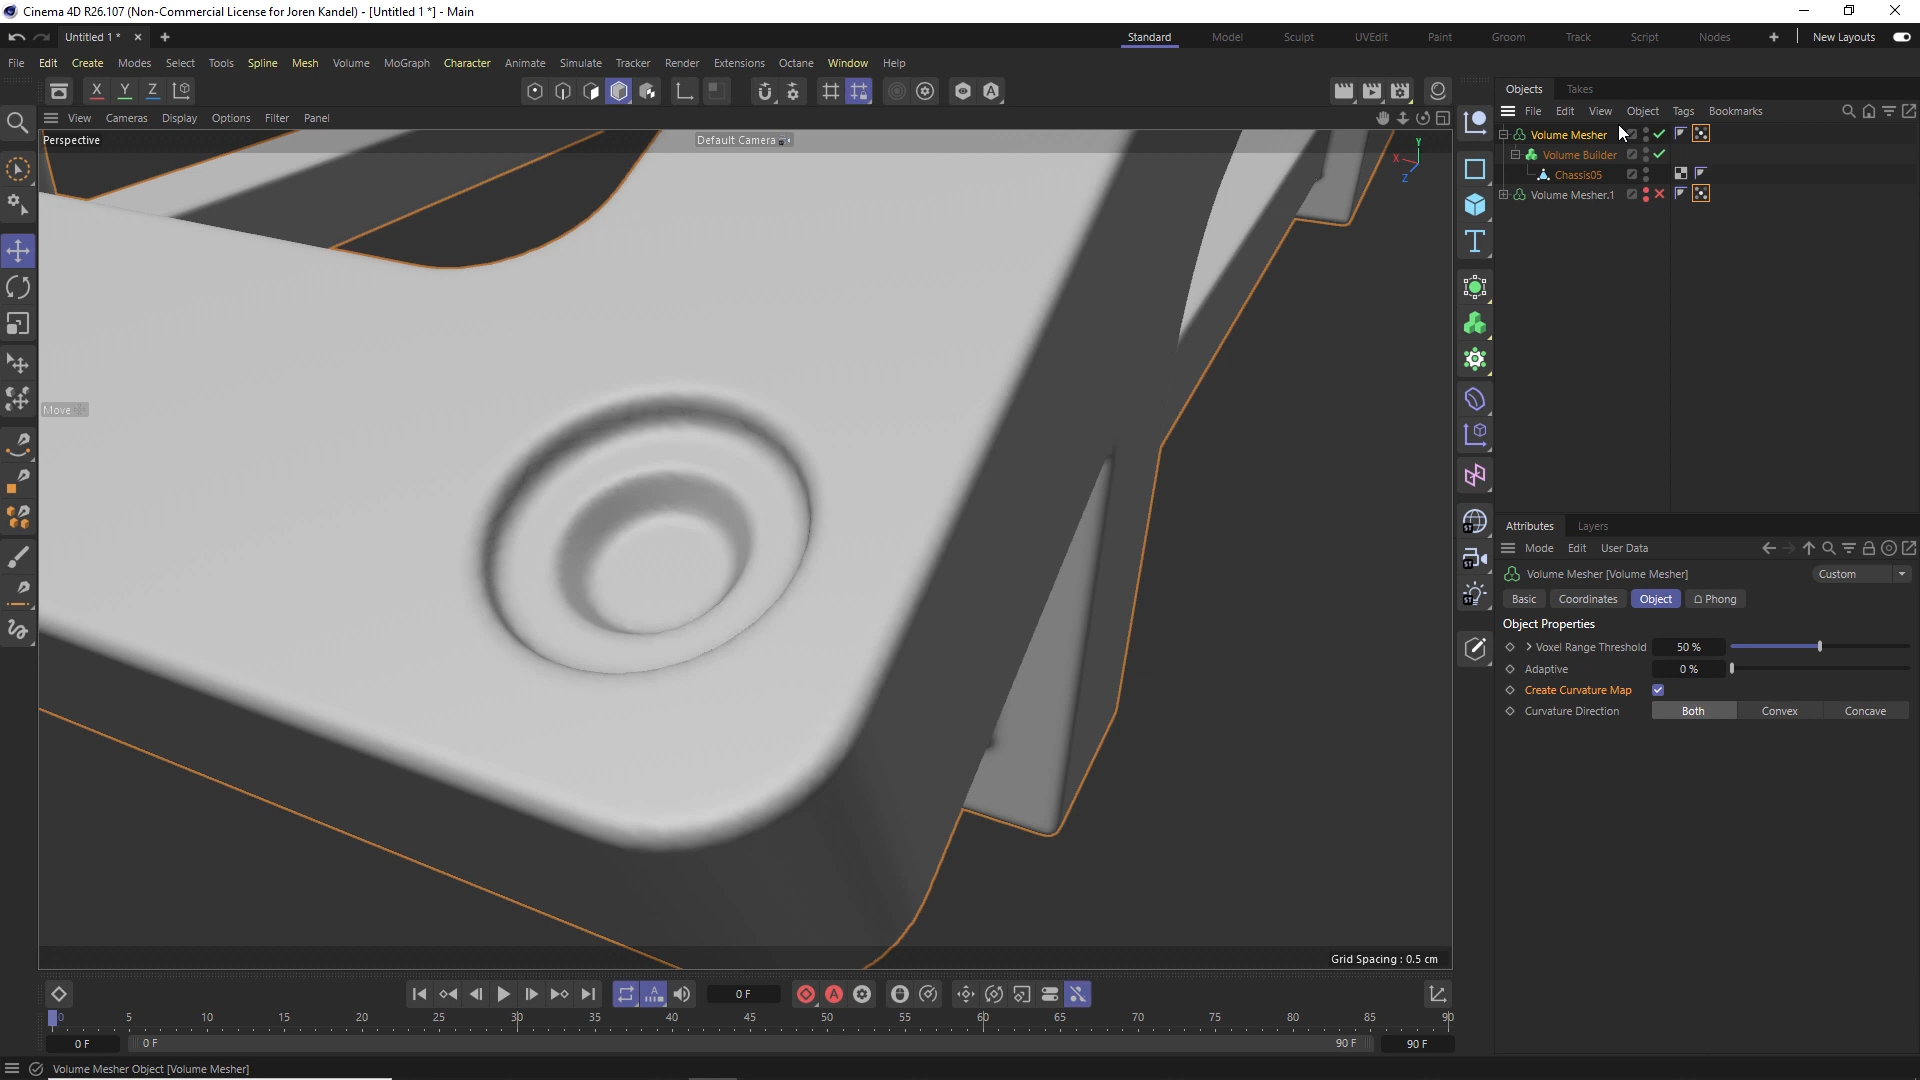 Cinema 4D R26.107 (Non-Commercial License for Joren Kandel) - [Untitled 1 *] - Main
Untitled 1 *
Standard Model Sculpt UVEdit Paint Groom Track Script Nodes New Layouts
File Edit Create Modes Select Tools Spline Mesh Volume MoGraph Character Animate Simulate Tracker Render Extensions Octane Window Help
X Y Z
View Cameras Display Options Filter Panel
Perspective
Default Camera
Y
X
Z
Move
Grid Spacing : 0.5 cm
Objects Takes
File Edit View Object Tags Bookmarks
Volume Mesher
Volume Builder
Chassis05
Volume Mesher.1
Attributes Layers
Mode Edit User Data
Volume Mesher [Volume Mesher]
Custom
Basic Coordinates Object Phong
Object Properties
Voxel Range Threshold 50 %
Adaptive 0 %
Create Curvature Map
Curvature Direction Both Convex Concave
0 F
0 5 10 15 20 25 30 35 40 45 50 55 60 65 70 75 80 85 90
0 F 0 F 90 F 90 F
Volume Mesher Object [Volume Mesher]